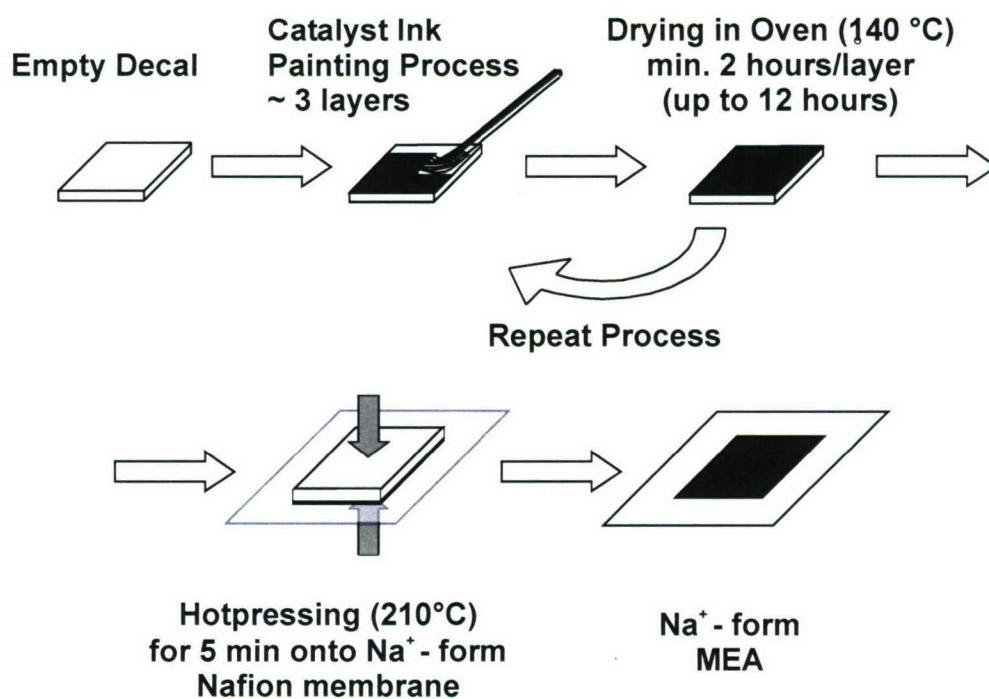 Empty Decal
Catalyst Ink
Painting Process
~ 3 layers
Drying in Oven (140 °C)
min. 2 hours/layer
(up to 12 hours)
Repeat Process
Hotpressing (210°C)
for 5 min onto Na⁺ - form
Nafion membrane
Na⁺ - form
MEA